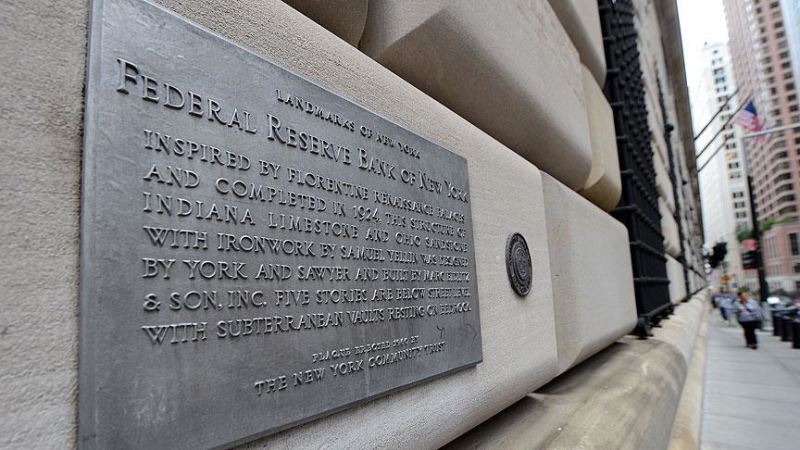 LANDMARKS OF NEW YORK
FEDERAL RESERVE BANK OF NEW YORK
INSPIRED BY FLORENTINE RENAISSANCE PALACES
AND COMPLETED IN 1924 THIS STRUCTURE OF
INDIANA LIMESTONE AND OHIO SANDSTONE
WITH IRONWORK BY SAMUEL YELLIN WAS DESIGNED
BY YORK AND SAWYER AND BUILT BY MARC EIDLITZ
& SON, INC. FIVE STORIES ARE BELOW STREET LEVEL
WITH SUBTERRANEAN VAULTS RESTING ON BEDROCK
PLAQUE ERECTED BY
THE NEW YORK COMMUNITY TRUST